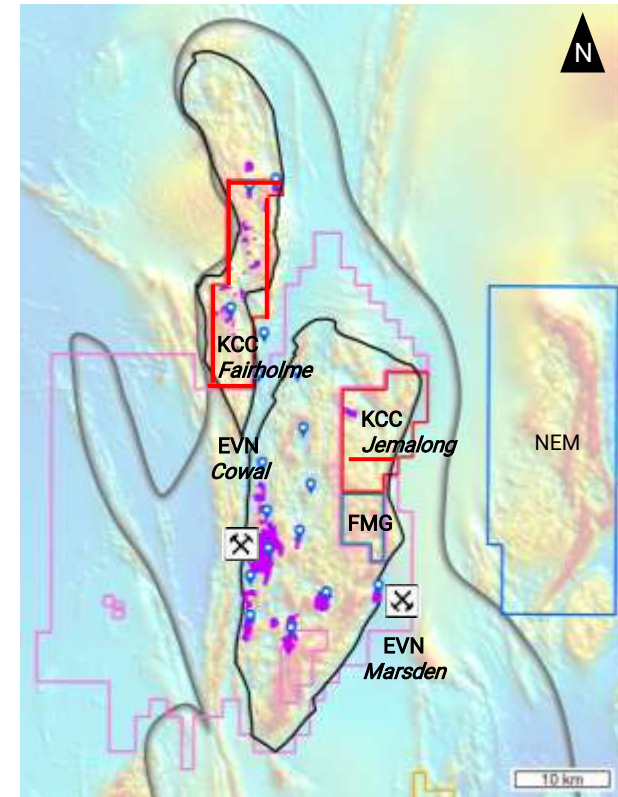 N
KCC
Fairholme
KCC
Jemalong
EVN
Cowal
NEM
FMG
EVN
Marsden
10 km